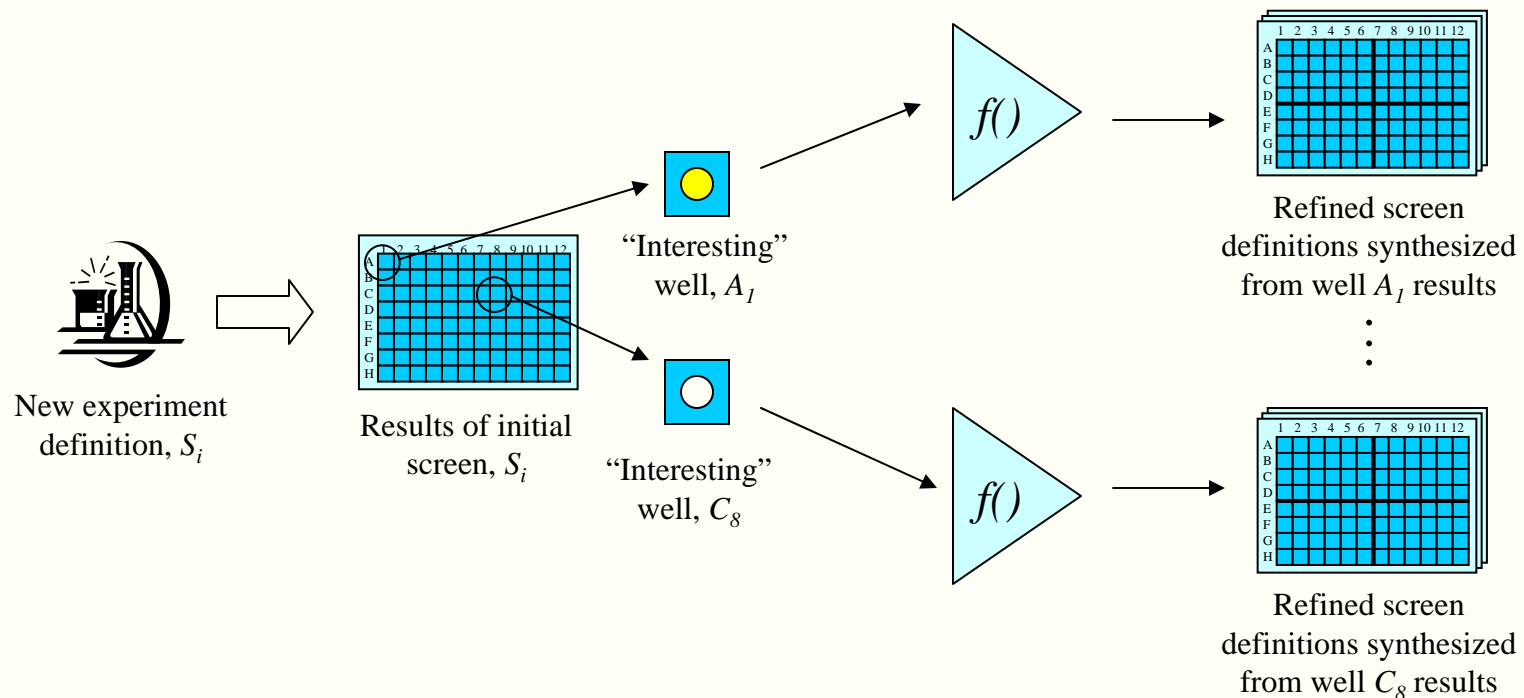 New experiment
definition, Si
1 2 3 4 5 6 7 8 9 10 11 12
A
B
C
D
E
F
G
H
Results of initial
screen, Si
“Interesting”
well, A1
“Interesting”
well, C8
f()
f()
1 2 3 4 5 6 7 8 9 10 11 12
A
B
C
D
E
F
G
H
Refined screen
definitions synthesized
from well A1 results
1 2 3 4 5 6 7 8 9 10 11 12
A
B
C
D
E
F
G
H
Refined screen
definitions synthesized
from well C8 results